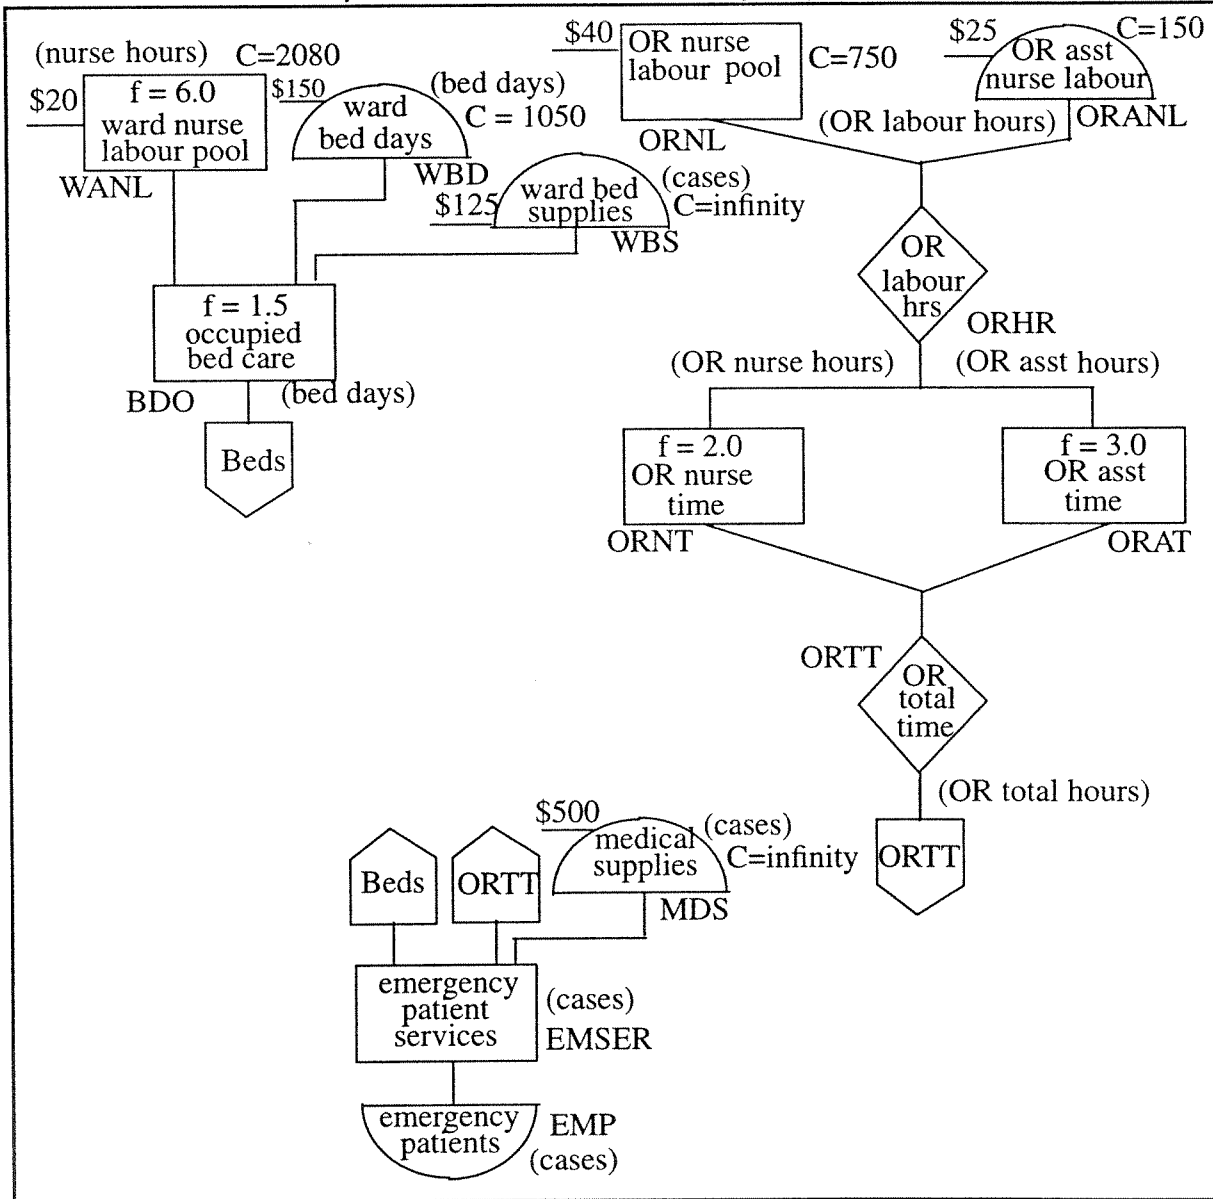 (nurse hours) C=2080
$20
f = 6.0
ward nurse
labour pool
WANL
$150
ward
bed days
(bed days)
C = 1050
WBD
$125
ward bed
supplies
(cases)
C=infinity
WBS
f = 1.5
occupied
bed care
BDO
(bed days)
Beds
$40
OR nurse
labour pool
C=750
ORNL
$25
OR asst
nurse labour
C=150
(OR labour hours)
ORANL
OR
labour
hrs
ORHR
(OR nurse hours)
(OR asst hours)
f = 2.0
OR nurse
time
ORNT
f = 3.0
OR asst
time
ORAT
ORTT
OR
total
time
(OR total hours)
ORTT
Beds
ORTT
$500
medical
supplies
(cases)
C=infinity
MDS
emergency
patient
services
(cases)
EMSER
emergency
patients
EMP
(cases)